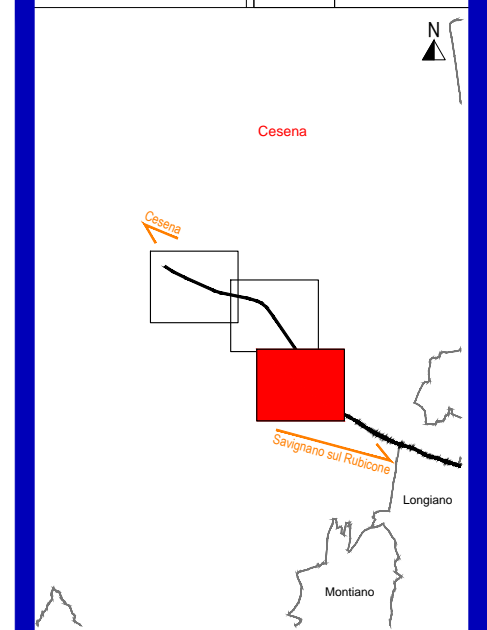 N
Cesena
Cesena
Savignano sul Rubicone
Longiano
Montiano